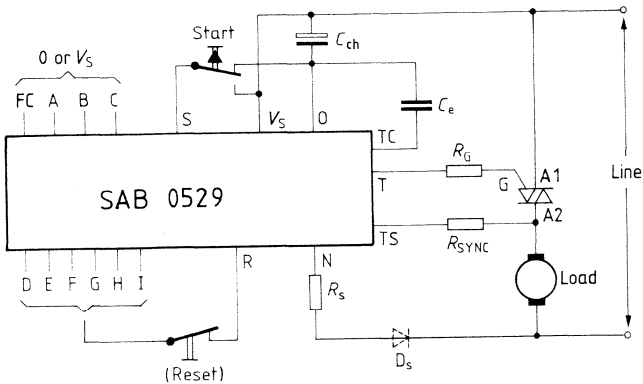 Start
C_ch
0 or V_S
FC A B C
S V_S 0
C_e
TC
R_G
T G A1
Line
SAB 0529
A2
TS R_SYNC
R N
D E F G H I
R_s
Load
D_s
(Reset)